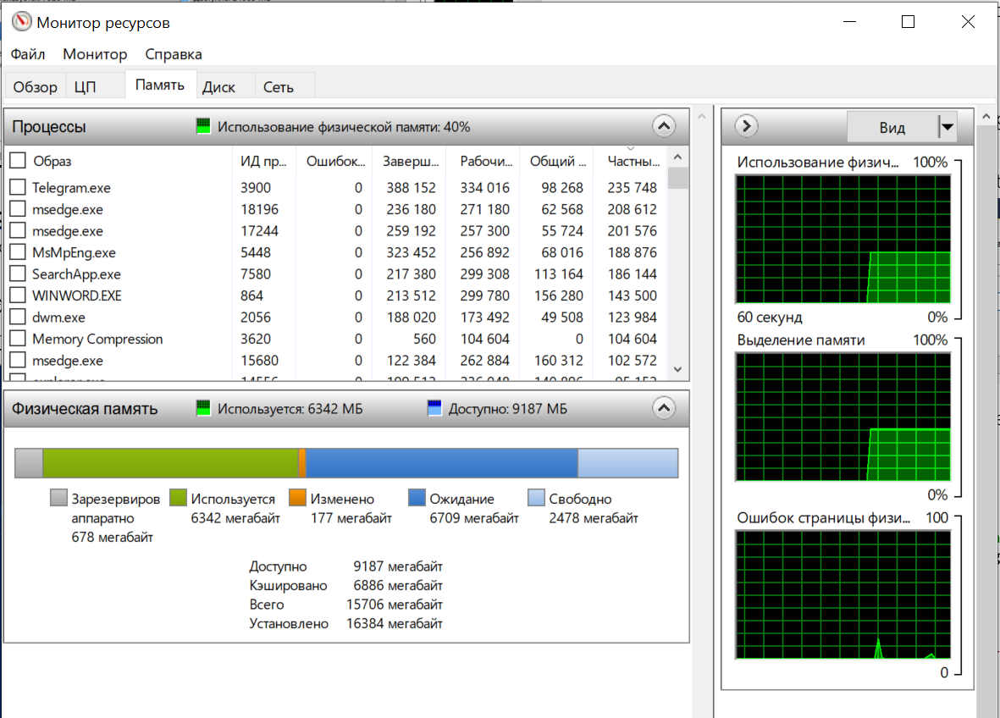 Монитор ресурсов
Файл Монитор Справка
Обзор ЦП Память Диск Сеть
Процессы Использование физической памяти: 40%
Образ ИД пр... Ошибок... Заверш... Рабочи... Общий ... Частны...
Telegram.exe 3900 0 388 152 334 016 98 268 235 748
msedge.exe 18196 0 236 180 271 180 62 568 208 612
msedge.exe 17244 0 259 192 257 300 55 724 201 576
MsMpEng.exe 5448 0 323 452 256 892 68 016 188 876
SearchApp.exe 7580 0 217 380 299 308 113 164 186 144
WINWORD.EXE 864 0 213 512 299 780 156 280 143 500
dwm.exe 2056 0 188 020 173 492 49 508 123 984
Memory Compression 3620 0 560 104 604 0 104 604
msedge.exe 15680 0 122 384 262 884 160 312 102 572
Физическая память Используется: 6342 МБ Доступно: 9187 МБ
Зарезервиров Используется Изменено Ожидание Свободно
аппаратно 6342 мегабайт 177 мегабайт 6709 мегабайт 2478 мегабайт
678 мегабайт
Доступно 9187 мегабайт
Кэшировано 6886 мегабайт
Всего 15706 мегабайт
Установлено 16384 мегабайт
Вид
Использование физич... 100%
60 секунд 0%
Выделение памяти 100%
0%
Ошибок страницы физи... 100
0